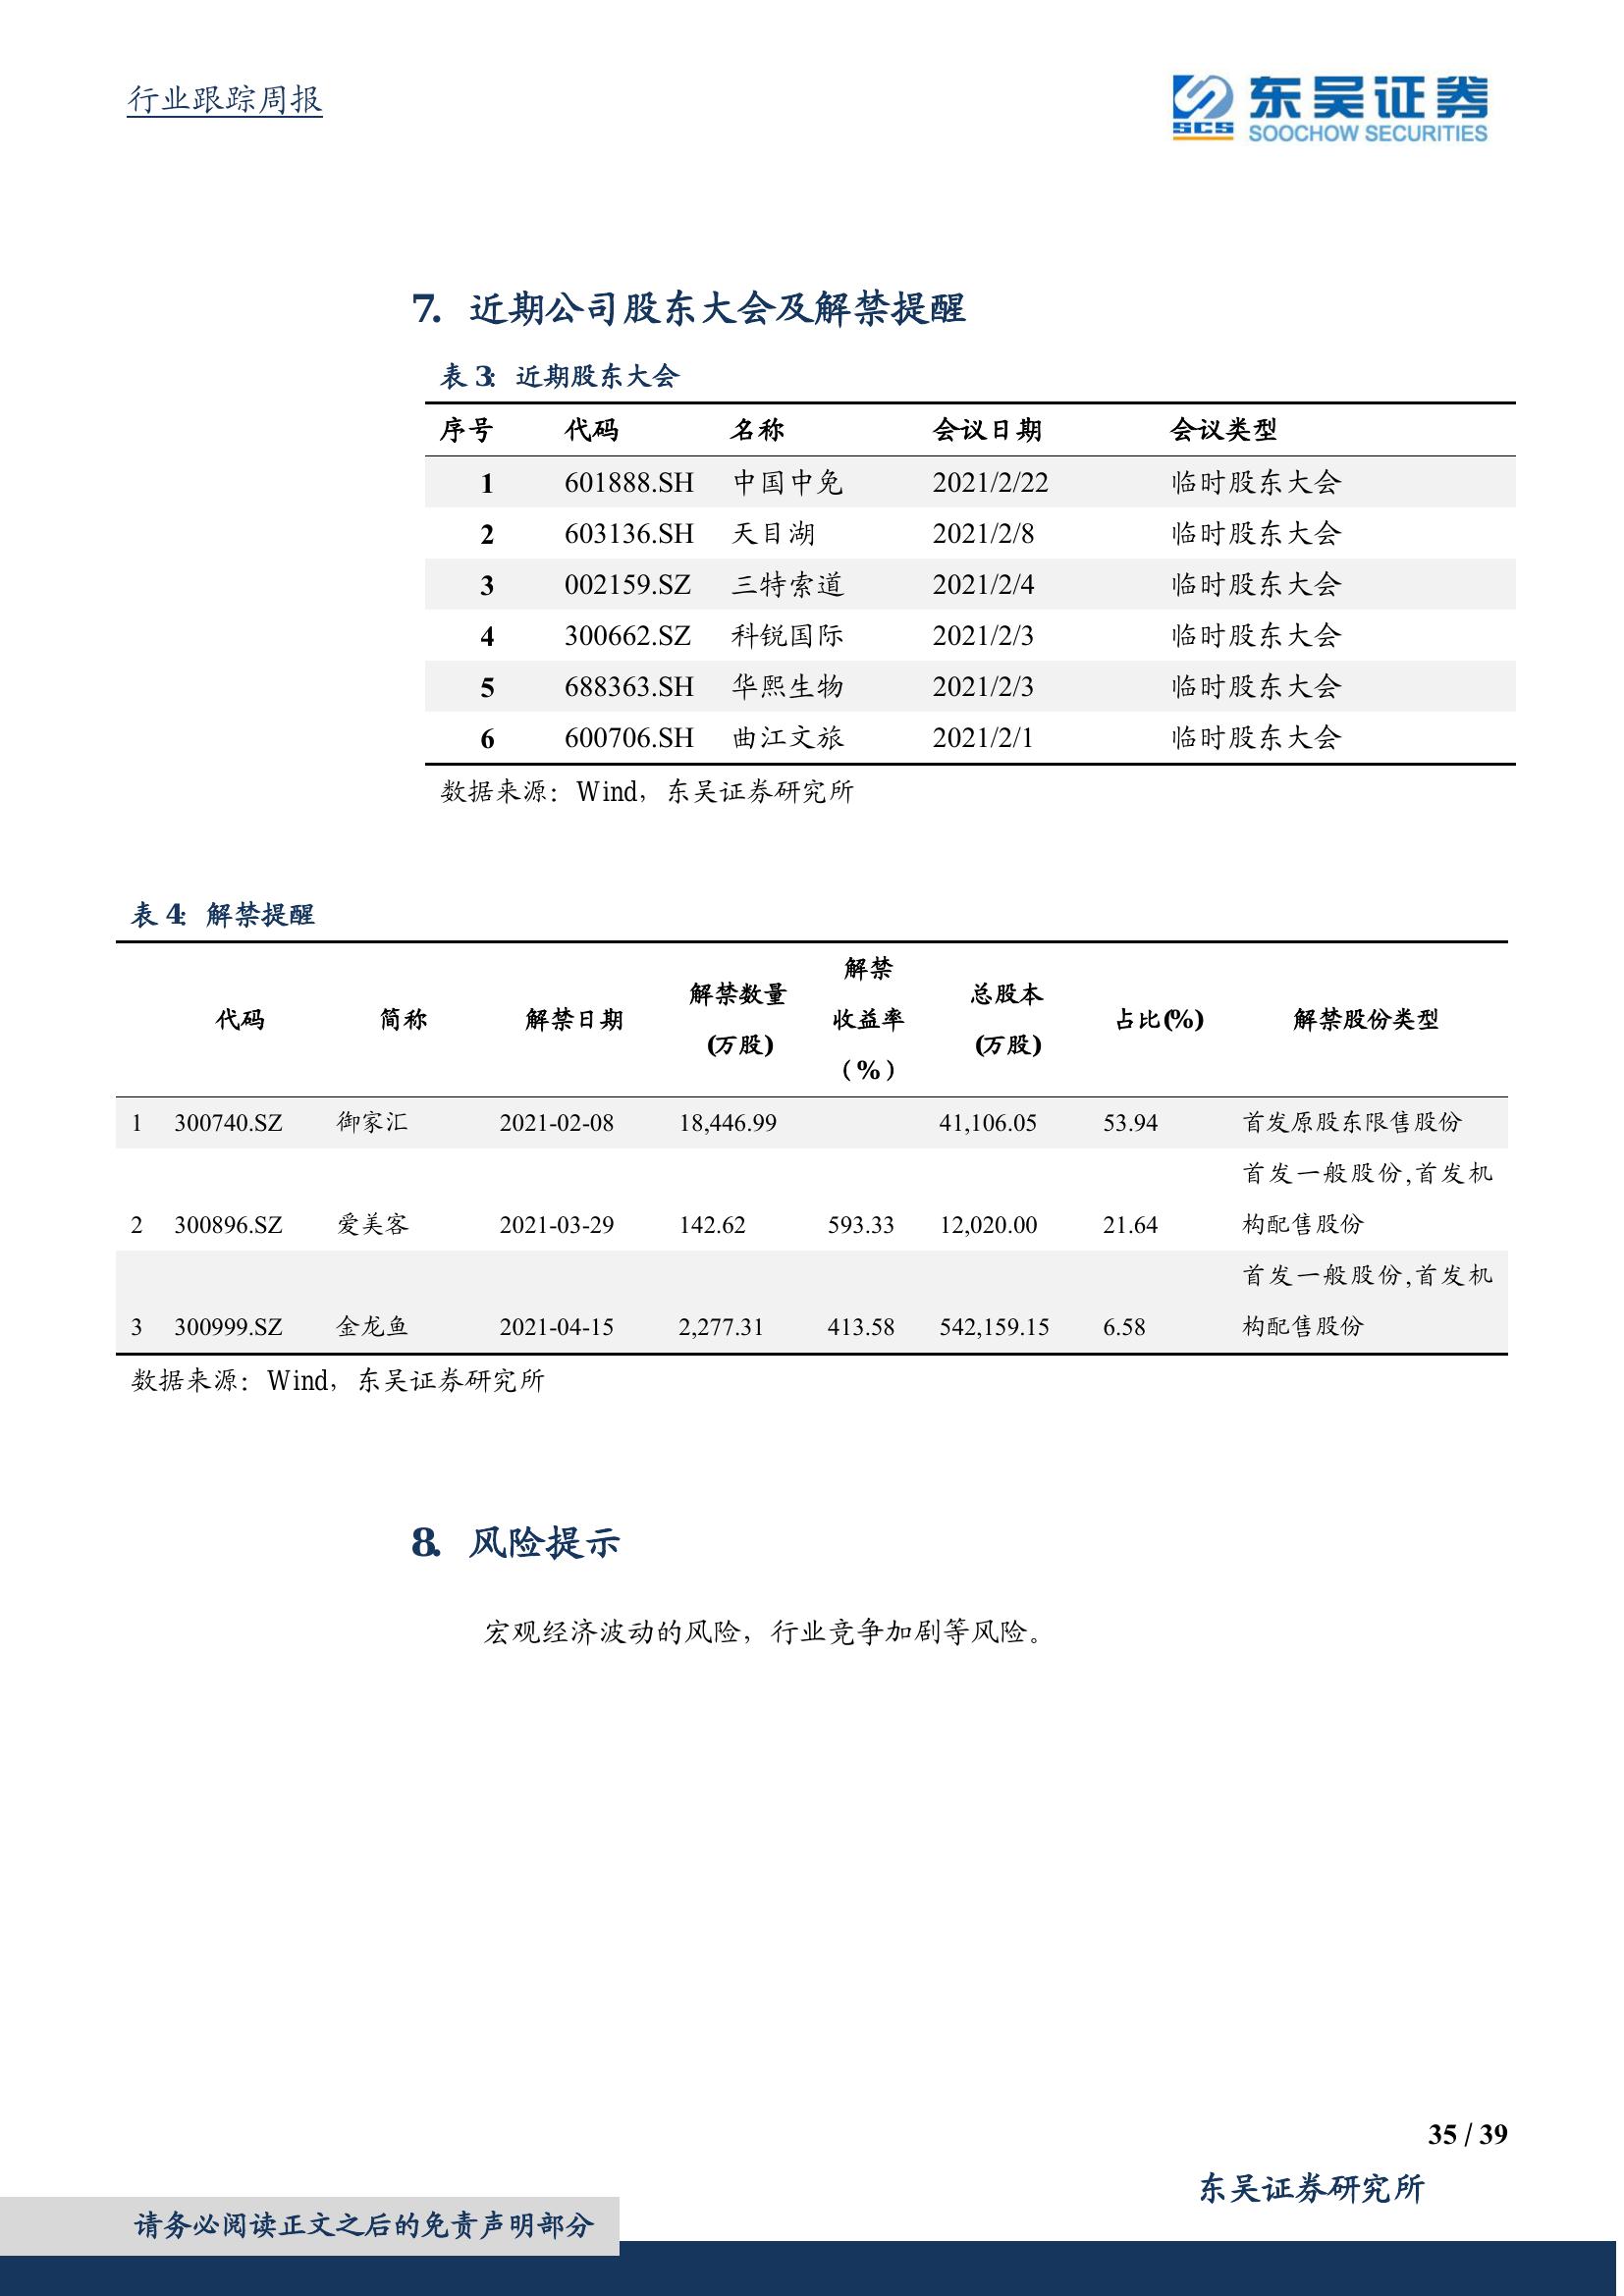 行业跟踪周报
SCS 东吴证券
SOOCHOW SECURITIES
7. 近期公司股东大会及解禁提醒
表 3: 近期股东大会
序号 代码 名称 会议日期 会议类型
1 601888.SH 中国中免 2021/2/22 临时股东大会
2 603136.SH 天目湖 2021/2/8 临时股东大会
3 002159.SZ 三特索道 2021/2/4 临时股东大会
4 300662.SZ 科锐国际 2021/2/3 临时股东大会
5 688363.SH 华熙生物 2021/2/3 临时股东大会
6 600706.SH 曲江文旅 2021/2/1 临时股东大会
数据来源：Wind，东吴证券研究所
表 4: 解禁提醒
解禁
解禁数量 总股本
代码 简称 解禁日期 收益率 占比(%) 解禁股份类型
(万股) (万股)
（%）
1 300740.SZ 御家汇 2021-02-08 18,446.99 41,106.05 53.94 首发原股东限售股份
首发一般股份,首发机
2 300896.SZ 爱美客 2021-03-29 142.62 593.33 12,020.00 21.64 构配售股份
首发一般股份,首发机
3 300999.SZ 金龙鱼 2021-04-15 2,277.31 413.58 542,159.15 6.58 构配售股份
数据来源：Wind，东吴证券研究所
8. 风险提示
宏观经济波动的风险，行业竞争加剧等风险。
35 / 39
东吴证券研究所
请务必阅读正文之后的免责声明部分